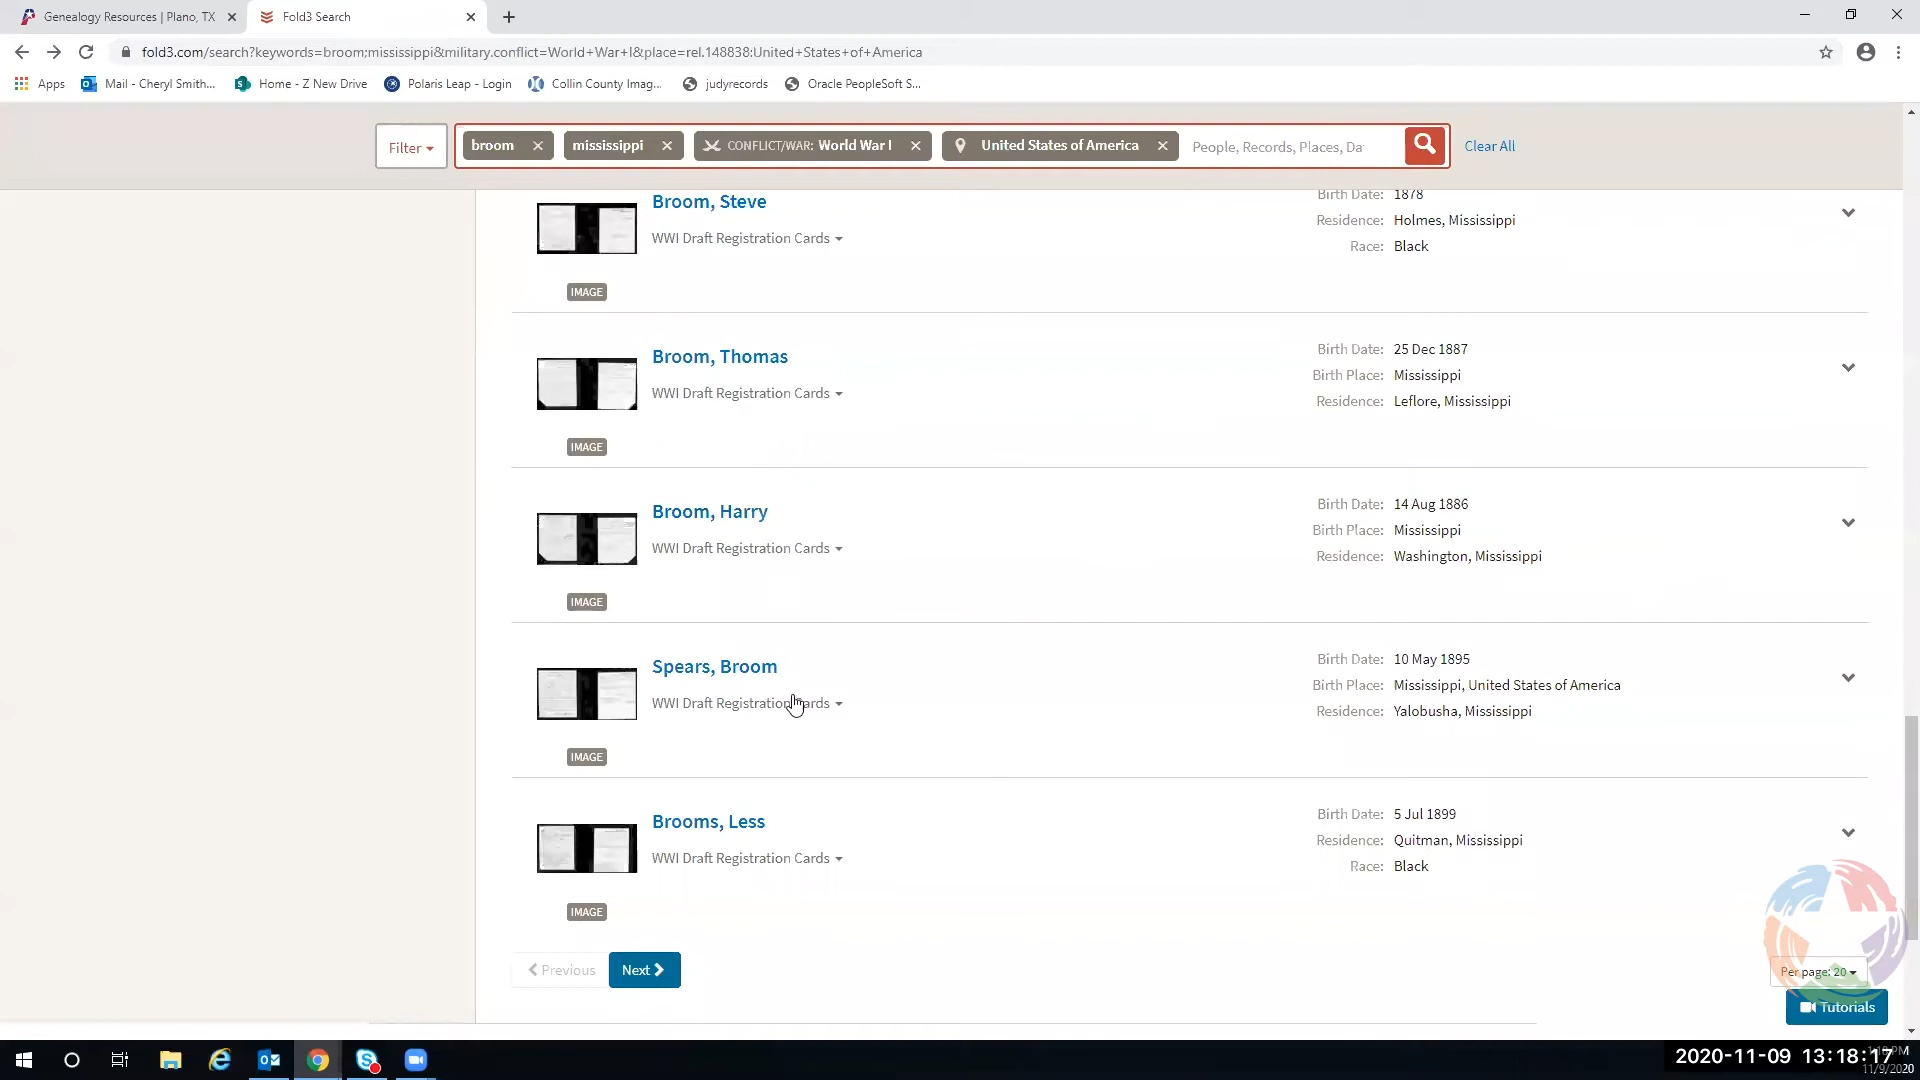 Genealogy Resources | Plano, TX
Fold3 Search
fold3.com/search?keywords=broom;mississippi&military.conflict=World+War+I&place=rel.148838:United+States+of+America
Apps
Mail - Cheryl Smith...
Home - Z New Drive
Polaris Leap - Login
Collin County Imag...
judyrecords
Oracle PeopleSoft S...
Filter
broom
mississippi
CONFLICT/WAR: World War I
United States of America
People, Records, Places, Da
Clear All
Broom, Steve
WWI Draft Registration Cards
IMAGE
Birth Date: 1878
Residence: Holmes, Mississippi
Race: Black
Broom, Thomas
WWI Draft Registration Cards
IMAGE
Birth Date: 25 Dec 1887
Birth Place: Mississippi
Residence: Leflore, Mississippi
Broom, Harry
WWI Draft Registration Cards
IMAGE
Birth Date: 14 Aug 1886
Birth Place: Mississippi
Residence: Washington, Mississippi
Spears, Broom
WWI Draft Registration Cards
IMAGE
Birth Date: 10 May 1895
Birth Place: Mississippi, United States of America
Residence: Yalobusha, Mississippi
Brooms, Less
WWI Draft Registration Cards
IMAGE
Birth Date: 5 Jul 1899
Residence: Quitman, Mississippi
Race: Black
Previous
Next
Per page: 20
Tutorials
2020-11-09 13:18:17
11/9/2020